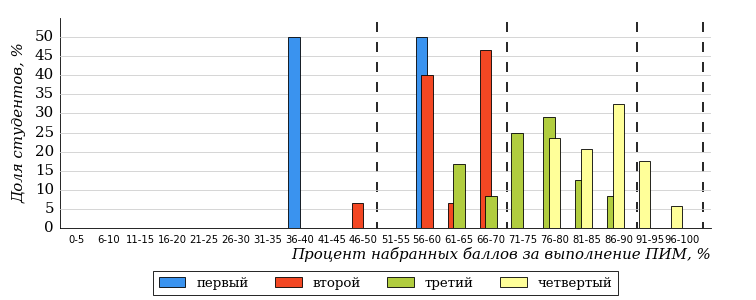 Доля студентов, %
50
45
40
35
30
25
20
15
10
5
0
0-5 6-10 11-15 16-20 21-25 26-30 31-35 36-40 41-45 46-50 51-55 56-60 61-65 66-70 71-75 76-80 81-85 86-90 91-95 96-100
Процент набранных баллов за выполнение ПИМ, %
первый второй третий четвертый